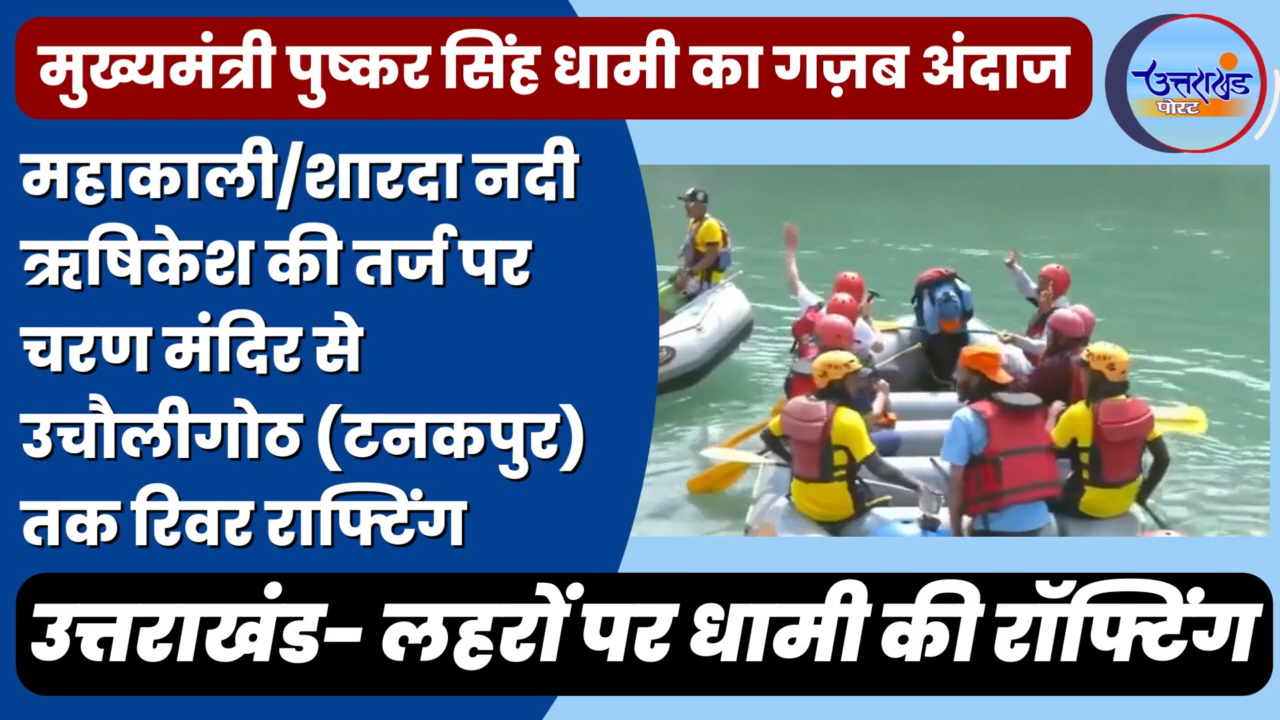 मुख्यमंत्री पुष्कर सिंह धामी का गज़ब अंदाज
उत्तराखण्ड
पोस्ट
महाकाली/शारदा नदी
ऋषिकेश की तर्ज पर
चरण मंदिर से
उचौलीगोठ (टनकपुर)
तक रिवर राफ्टिंग
उत्तराखंड- लहरों पर धामी की रॉफ्टिंग